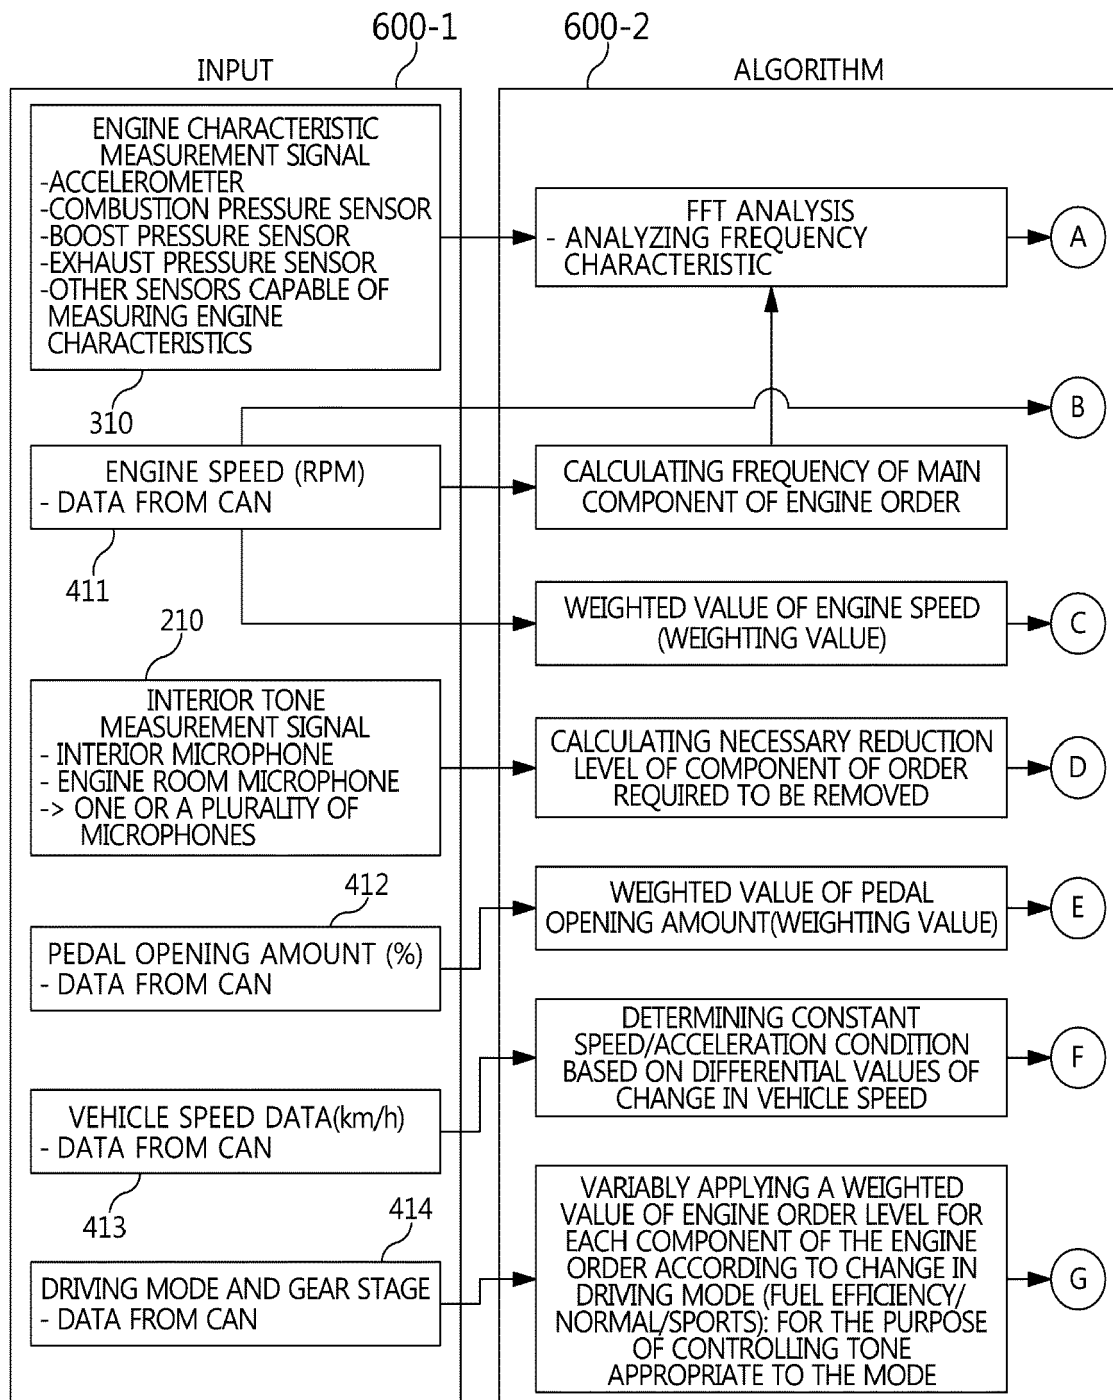 600-1
600-2
INPUT
ALGORITHM
ENGINE CHARACTERISTIC
MEASUREMENT SIGNAL
-ACCELEROMETER
-COMBUSTION PRESSURE SENSOR
-BOOST PRESSURE SENSOR
-EXHAUST PRESSURE SENSOR
-OTHER SENSORS CAPABLE OF
MEASURING ENGINE
CHARACTERISTICS
310
FFT ANALYSIS
- ANALYZING FREQUENCY
CHARACTERISTIC
A
B
ENGINE SPEED (RPM)
- DATA FROM CAN
411
CALCULATING FREQUENCY OF MAIN
COMPONENT OF ENGINE ORDER
WEIGHTED VALUE OF ENGINE SPEED
(WEIGHTING VALUE)
C
210
INTERIOR TONE
MEASUREMENT SIGNAL
- INTERIOR MICROPHONE
- ENGINE ROOM MICROPHONE
-> ONE OR A PLURALITY OF
MICROPHONES
CALCULATING NECESSARY REDUCTION
LEVEL OF COMPONENT OF ORDER
REQUIRED TO BE REMOVED
D
412
PEDAL OPENING AMOUNT (%)
- DATA FROM CAN
WEIGHTED VALUE OF PEDAL
OPENING AMOUNT(WEIGHTING VALUE)
E
VEHICLE SPEED DATA(km/h)
- DATA FROM CAN
413
DETERMINING CONSTANT
SPEED/ACCELERATION CONDITION
BASED ON DIFFERENTIAL VALUES OF
CHANGE IN VEHICLE SPEED
F
414
DRIVING MODE AND GEAR STAGE
- DATA FROM CAN
VARIABLY APPLYING A WEIGHTED
VALUE OF ENGINE ORDER LEVEL FOR
EACH COMPONENT OF THE ENGINE
ORDER ACCORDING TO CHANGE IN
DRIVING MODE (FUEL EFFICIENCY/
NORMAL/SPORTS): FOR THE PURPOSE
OF CONTROLLING TONE
APPROPRIATE TO THE MODE
G